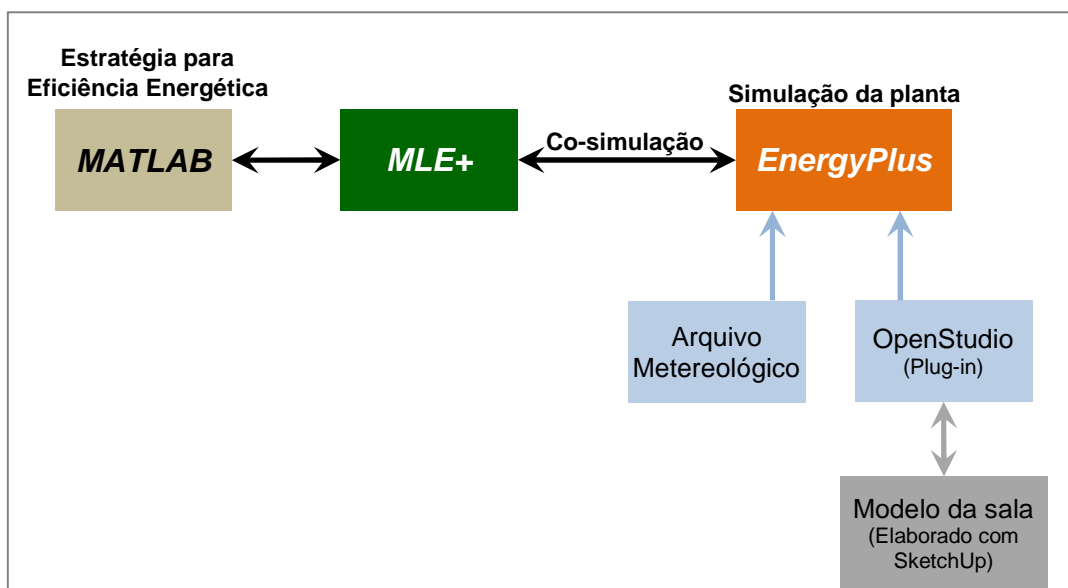 Estratégia para
Eficiência Energética
MATLAB
MLE+
Co-simulação
Simulação da planta
EnergyPlus
Arquivo
Metereológico
OpenStudio
(Plug-in)
Modelo da sala
(Elaborado com
SketchUp)